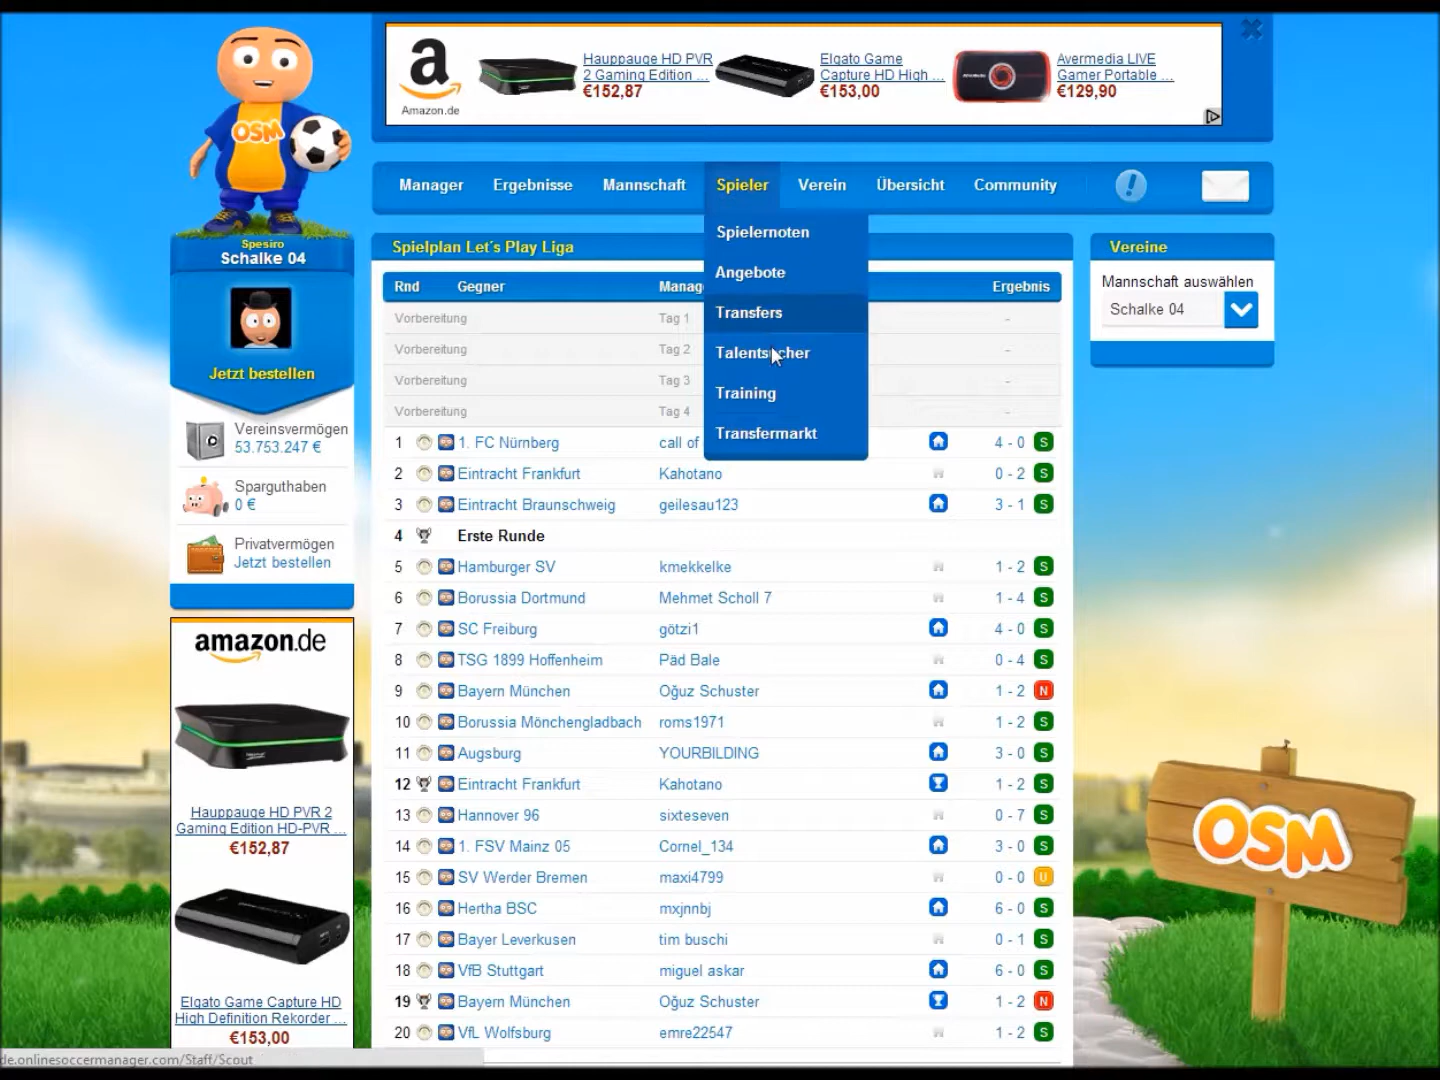 a
Amazon.de
Hauppauge HD PVR
2 Gaming Edition ...
€152,87
Elgato Game
Capture HD High ...
€153,00
Avermedia LIVE
Gamer Portable ...
€129,90
OSM
Manager Ergebnisse Mannschaft Spieler Verein Übersicht Community
Spielernoten
Angebote
Transfers
Talentsucher
Training
Transfermarkt
Spesiro
Schalke 04
Jetzt bestellen
Vereinsvermögen
53.753.247 €
Sparguthaben
0 €
Privatvermögen
Jetzt bestellen
amazon.de
Hauppauge HD PVR 2
Gaming Edition HD-PVR ...
€152,87
Elgato Game Capture HD
High Definition Rekorder ...
€153,00
Spielplan Let´s Play Liga
Rnd Gegner Manag Ergebnis
Vorbereitung Tag 1 -
Vorbereitung Tag 2 -
Vorbereitung Tag 3 -
Vorbereitung Tag 4 -
1 1. FC Nürnberg call of 4 - 0 S
2 Eintracht Frankfurt Kahotano 0 - 2 S
3 Eintracht Braunschweig geilesau123 3 - 1 S
4 Erste Runde
5 Hamburger SV kmekkelke 1 - 2 S
6 Borussia Dortmund Mehmet Scholl 7 1 - 4 S
7 SC Freiburg götzi1 4 - 0 S
8 TSG 1899 Hoffenheim Päd Bale 0 - 4 S
9 Bayern München Oğuz Schuster 1 - 2 N
10 Borussia Mönchengladbach roms1971 1 - 2 S
11 Augsburg YOURBILDING 3 - 0 S
12 Eintracht Frankfurt Kahotano 1 - 2 S
13 Hannover 96 sixteseven 0 - 7 S
14 1. FSV Mainz 05 Cornel_134 3 - 0 S
15 SV Werder Bremen maxi4799 0 - 0 U
16 Hertha BSC mxjnnbj 6 - 0 S
17 Bayer Leverkusen tim buschi 0 - 1 S
18 VfB Stuttgart miguel askar 6 - 0 S
19 Bayern München Oğuz Schuster 1 - 2 N
20 VfL Wolfsburg emre22547 1 - 2 S
Vereine
Mannschaft auswählen
Schalke 04
OSM
de.onlinesoccermanager.com/Staff/Scout